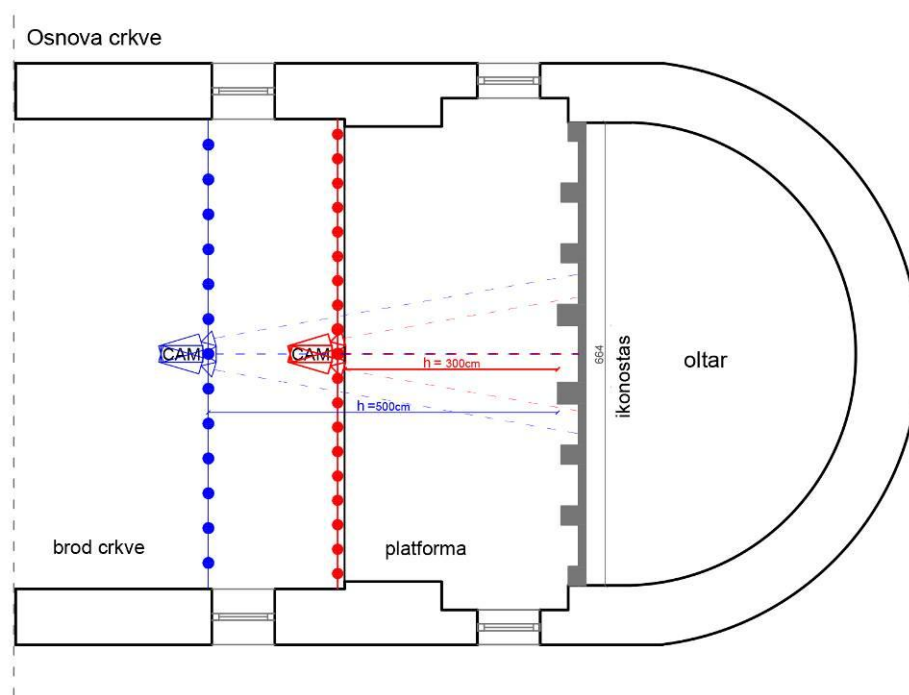 Osnova crkve
CAM
CAM
h = 300cm
h =500cm
664
ikonostas
oltar
brod crkve
platforma